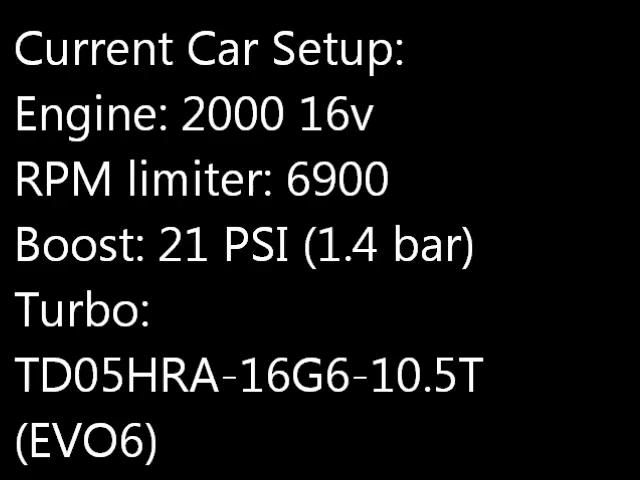 Current Car Setup:
Engine: 2000 16v
RPM limiter: 6900
Boost: 21 PSI (1.4 bar)
Turbo:
TD05HRA-16G6-10.5T
(EVO6)